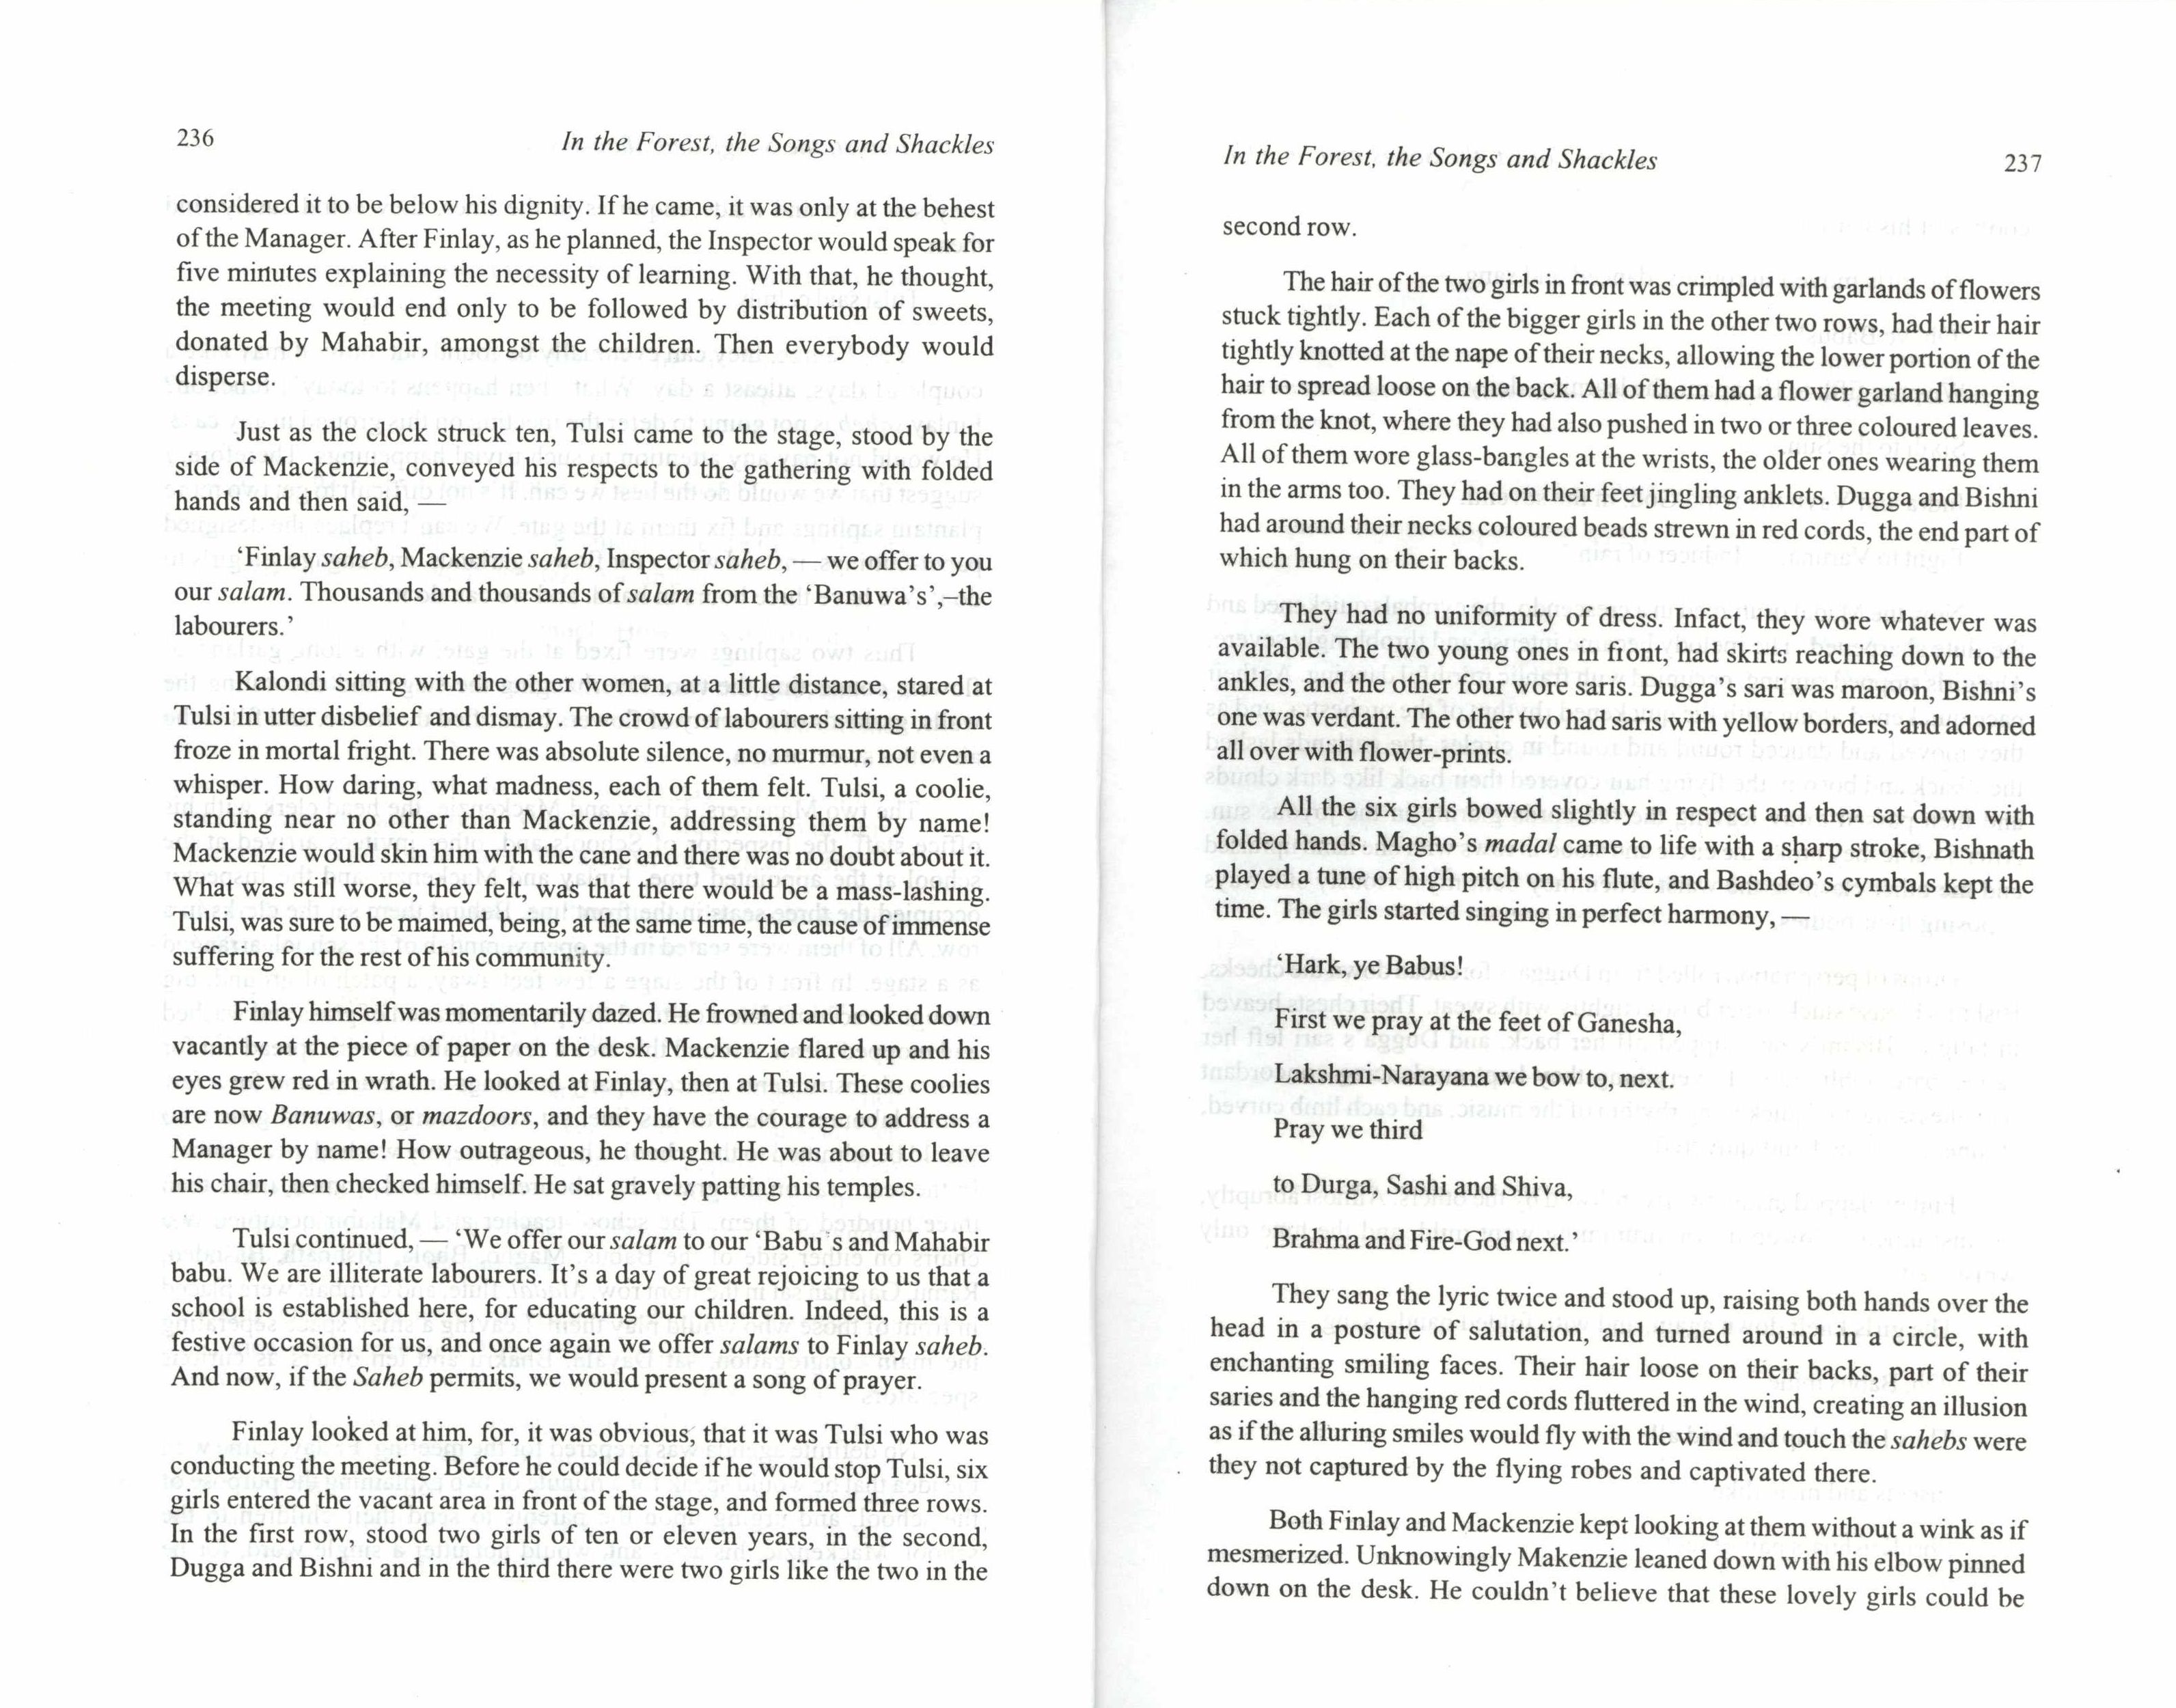 236
In the Forest, the Songs and Shackles
considered it to be below his dignity. If he came, it was only at the behest
of the Manager. After Finlay, as he planned, the Inspector would speak for
five minutes explaining the necessity of learning. With that, he thought,
the meeting would end only to be followed by distribution of sweets,
donated by Mahabir, amongst the children. Then everybody would
disperse.
Just as the clock struck ten, Tulsi came to the stage, stood by the
side of Mackenzie, conveyed his respects to the gathering with folded
hands and then said, —
‘Finlay saheb, Mackenzie saheb, Inspector saheb, — we offer to you
our salam. Thousands and thousands of salam from the ‘Banuwa’s’,–the
labourers.’
Kalondi sitting with the other women, at a little distance, stared at
Tulsi in utter disbelief and dismay. The crowd of labourers sitting in front
froze in mortal fright. There was absolute silence, no murmur, not even a
whisper. How daring, what madness, each of them felt. Tulsi, a coolie,
standing near no other than Mackenzie, addressing them by name!
Mackenzie would skin him with the cane and there was no doubt about it.
What was still worse, they felt, was that there would be a mass-lashing.
Tulsi, was sure to be maimed, being, at the same time, the cause of immense
suffering for the rest of his community.
Finlay himself was momentarily dazed. He frowned and looked down
vacantly at the piece of paper on the desk. Mackenzie flared up and his
eyes grew red in wrath. He looked at Finlay, then at Tulsi. These coolies
are now Banuwas, or mazdoors, and they have the courage to address a
Manager by name! How outrageous, he thought. He was about to leave
his chair, then checked himself. He sat gravely patting his temples.
Tulsi continued, — ‘We offer our salam to our ‘Babu’s and Mahabir
babu. We are illiterate labourers. It’s a day of great rejoicing to us that a
school is established here, for educating our children. Indeed, this is a
festive occasion for us, and once again we offer salams to Finlay saheb.
And now, if the Saheb permits, we would present a song of prayer.
Finlay looked at him, for, it was obvious, that it was Tulsi who was
conducting the meeting. Before he could decide if he would stop Tulsi, six
girls entered the vacant area in front of the stage, and formed three rows.
In the first row, stood two girls of ten or eleven years, in the second,
Dugga and Bishni and in the third there were two girls like the two in the
In the Forest, the Songs and Shackles
237
second row.
The hair of the two girls in front was crimpled with garlands of flowers
stuck tightly. Each of the bigger girls in the other two rows, had their hair
tightly knotted at the nape of their necks, allowing the lower portion of the
hair to spread loose on the back. All of them had a flower garland hanging
from the knot, where they had also pushed in two or three coloured leaves.
All of them wore glass-bangles at the wrists, the older ones wearing them
in the arms too. They had on their feet jingling anklets. Dugga and Bishni
had around their necks coloured beads strewn in red cords, the end part of
which hung on their backs.
They had no uniformity of dress. Infact, they wore whatever was
available. The two young ones in front, had skirts reaching down to the
ankles, and the other four wore saris. Dugga’s sari was maroon, Bishni’s
one was verdant. The other two had saris with yellow borders, and adorned
all over with flower-prints.
All the six girls bowed slightly in respect and then sat down with
folded hands. Magho’s madal came to life with a sharp stroke, Bishnath
played a tune of high pitch on his flute, and Bashdeo’s cymbals kept the
time. The girls started singing in perfect harmony, —
‘Hark, ye Babus!
First we pray at the feet of Ganesha,
Lakshmi-Narayana we bow to, next.
Pray we third
to Durga, Sashi and Shiva,
Brahma and Fire-God next.’
They sang the lyric twice and stood up, raising both hands over the
head in a posture of salutation, and turned around in a circle, with
enchanting smiling faces. Their hair loose on their backs, part of their
saries and the hanging red cords fluttered in the wind, creating an illusion
as if the alluring smiles would fly with the wind and touch the sahebs were
they not captured by the flying robes and captivated there.
Both Finlay and Mackenzie kept looking at them without a wink as if
mesmerized. Unknowingly Makenzie leaned down with his elbow pinned
down on the desk. He couldn’t believe that these lovely girls could be